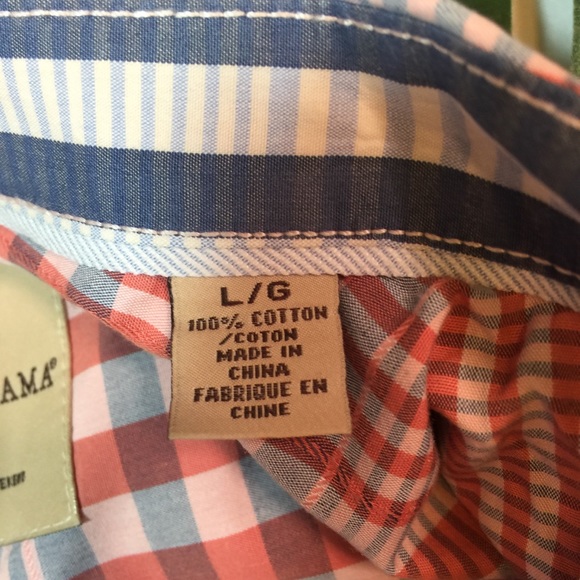 L/G
100% COTTON
/COTON
MADE IN
CHINA
FABRIQUE EN
CHINE
AMA®